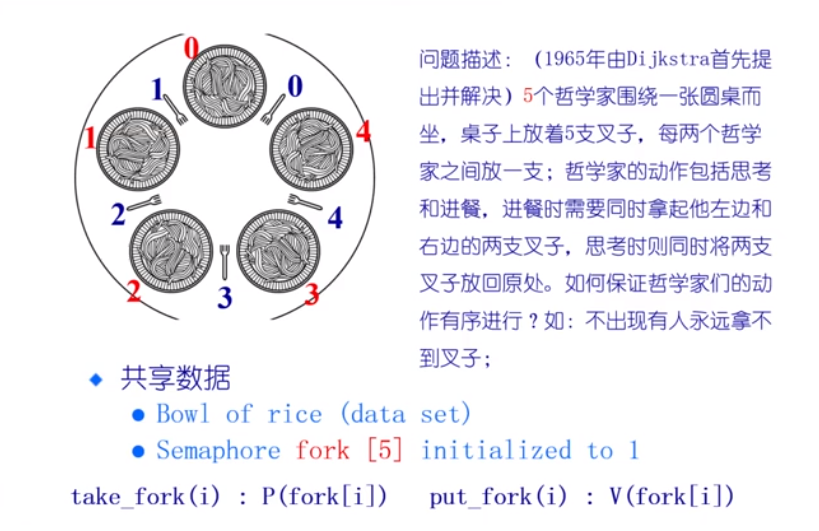 0
1
0
1
4
2
4
2
3
3
问题描述：（1965年由Dijkstra首先提
出并解决）5个哲学家围绕一张圆桌而
坐，桌子上放着5支叉子，每两个哲学
家之间放一支；哲学家的动作包括思考
和进餐，进餐时需要同时拿起他左边和
右边的两支叉子，思考时则同时将两支
叉子放回原处。如何保证哲学家们的动
作有序进行？如：不出现有人永远拿不
到叉子；
◆ 共享数据
● Bowl of rice (data set)
● Semaphore fork [5] initialized to 1
take_fork(i) : P(fork[i]) put_fork(i) : V(fork[i])